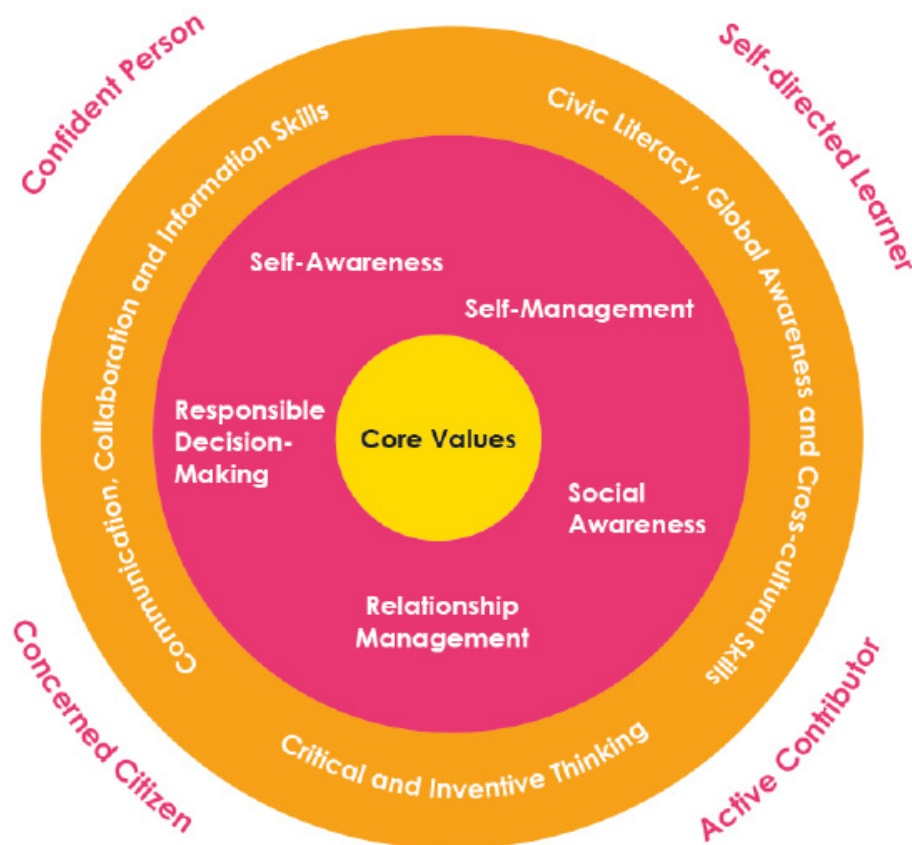 Confident Person
Self-directed Learner
Communication, Collaboration and Information Skills
Civic Literacy, Global Awareness and Cross-cultural Skills
Self-Awareness
Self-Management
Responsible
Decision-
Making
Core Values
Social
Awareness
Relationship
Management
Critical and Inventive Thinking
Concerned Citizen
Active Contributor